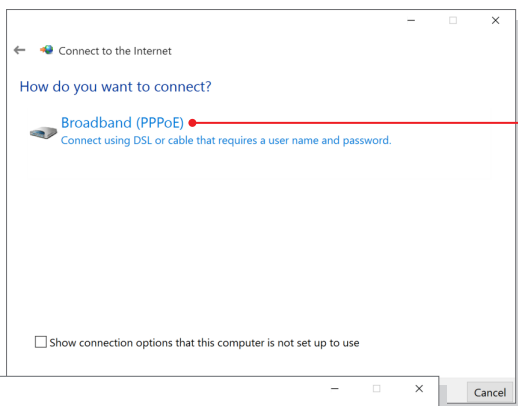 Connect to the Internet
How do you want to connect?
Broadband (PPPoE)
Connect using DSL or cable that requires a user name and password.
Show connection options that this computer is not set up to use
Cancel